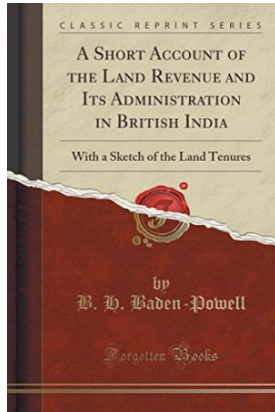 CLASSIC REPRINT SERIES
A SHORT ACCOUNT
OF THE LAND REVENUE AND
ITS ADMINISTRATION
IN BRITISH INDIA
With a Sketch of the Land Tenures
by
B. H. Baden-Powell
Forgotten Books